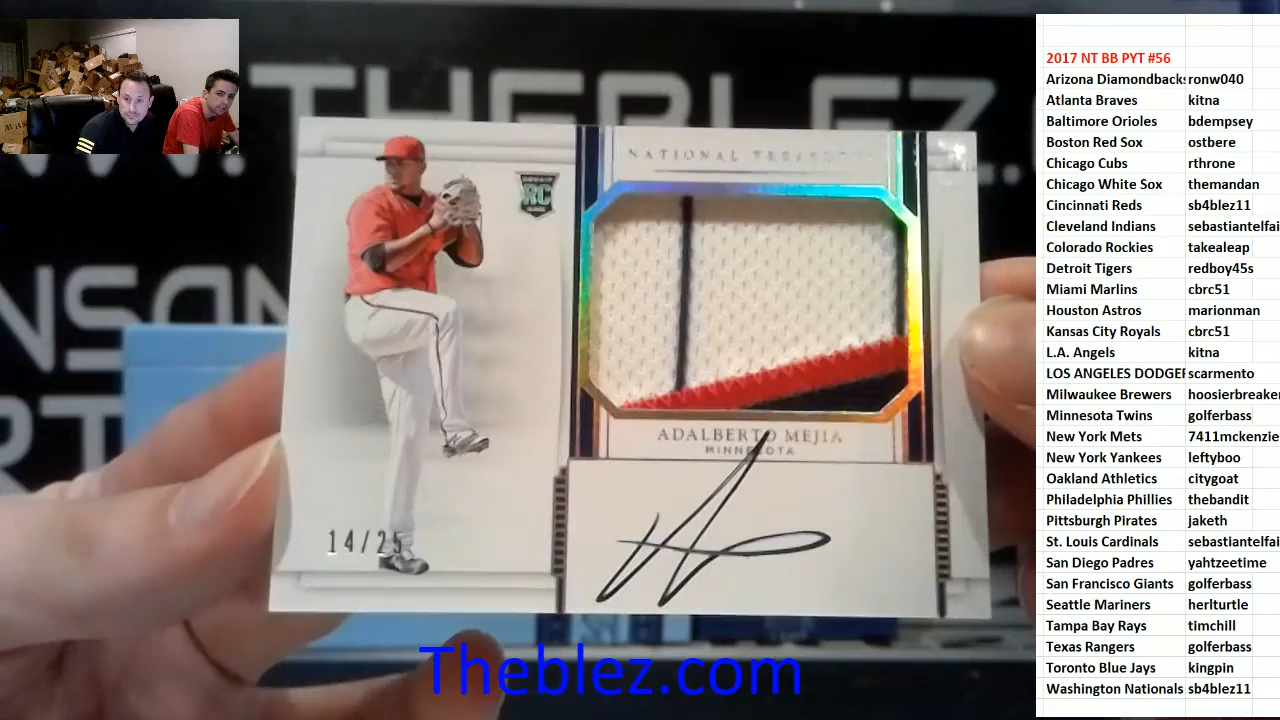 THEBLEZ.C
NATIONAL TREASURES
RC
ADALBERTO MEJIA
MINNESOTA
14/25
Theblez.com
2017 NT BB PYT #56
Arizona Diamondbacks ronw040
Atlanta Braves kitna
Baltimore Orioles bdempsey
Boston Red Sox ostbere
Chicago Cubs rthrone
Chicago White Sox themandan
Cincinnati Reds sb4blez11
Cleveland Indians sebastiantelfai
Colorado Rockies takealeap
Detroit Tigers redboy45s
Miami Marlins cbrc51
Houston Astros marionman
Kansas City Royals cbrc51
L.A. Angels kitna
LOS ANGELES DODGE scarmento
Milwaukee Brewers hoosierbreake
Minnesota Twins golferbass
New York Mets 7411mckenzie
New York Yankees leftyboo
Oakland Athletics citygoat
Philadelphia Phillies thebandit
Pittsburgh Pirates jaketh
St. Louis Cardinals sebastiantelfai
San Diego Padres yahtzeetime
San Francisco Giants golferbass
Seattle Mariners herlturtle
Tampa Bay Rays timchill
Texas Rangers golferbass
Toronto Blue Jays kingpin
Washington Nationals sb4blez11